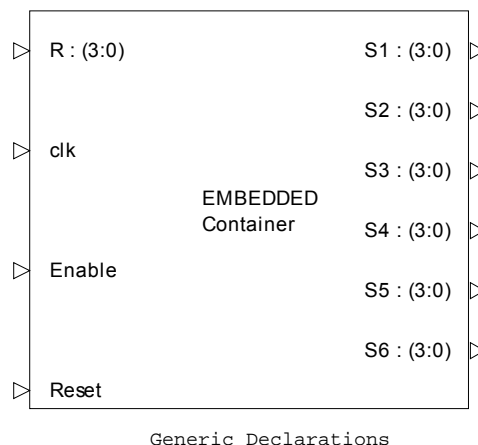 R : (3:0)
S1 : (3:0)
S2 : (3:0)
clk
S3 : (3:0)
EMBEDDED
Container
S4 : (3:0)
Enable
S5 : (3:0)
S6 : (3:0)
Reset
Generic Declarations